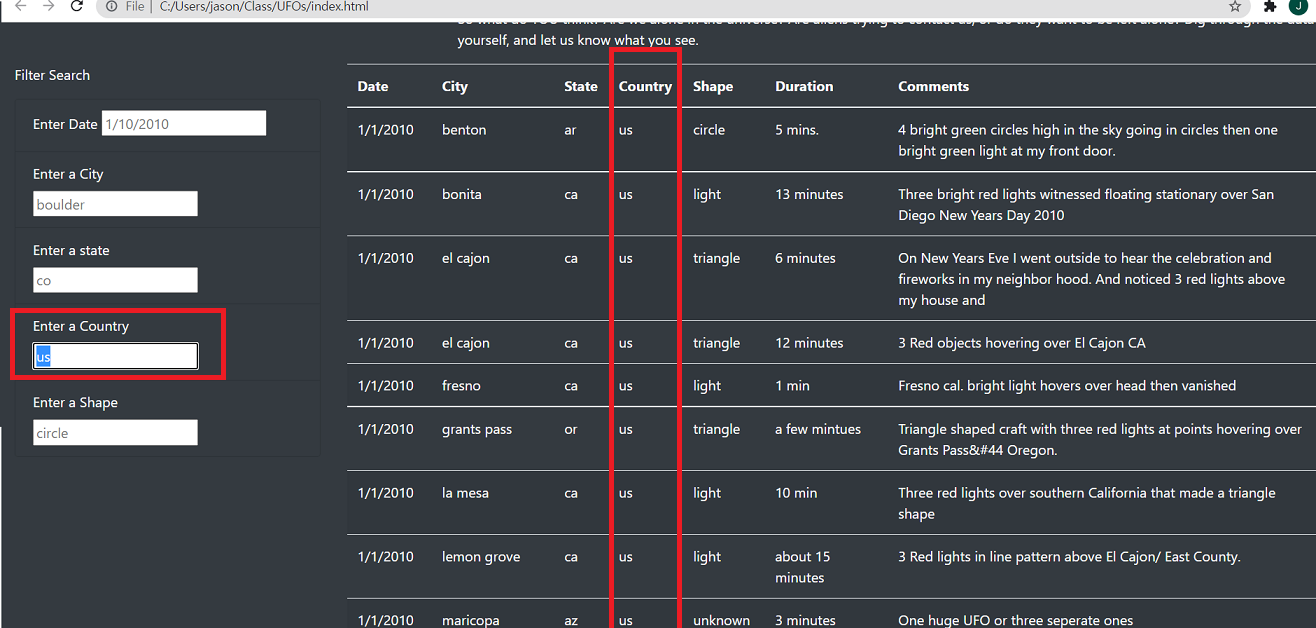 File | C:/Users/jason/Class/UFOs/index.html
J
yourself, and let us know what you see.
Filter Search
Enter Date 1/10/2010
Enter a City
boulder
Enter a state
co
Enter a Country
us
Enter a Shape
circle
Date City State Country Shape Duration Comments
1/1/2010 benton ar us circle 5 mins. 4 bright green circles high in the sky going in circles then one
bright green light at my front door.
1/1/2010 bonita ca us light 13 minutes Three bright red lights witnessed floating stationary over San
Diego New Years Day 2010
1/1/2010 el cajon ca us triangle 6 minutes On New Years Eve I went outside to hear the celebration and
fireworks in my neighbor hood. And noticed 3 red lights above
my house and
1/1/2010 el cajon ca us triangle 12 minutes 3 Red objects hovering over El Cajon CA
1/1/2010 fresno ca us light 1 min Fresno cal. bright light hovers over head then vanished
1/1/2010 grants pass or us triangle a few mintues Triangle shaped craft with three red lights at points hovering over
Grants Pass&#44 Oregon.
1/1/2010 la mesa ca us light 10 min Three red lights over southern California that made a triangle
shape
1/1/2010 lemon grove ca us light about 15 3 Red lights in line pattern above El Cajon/ East County.
minutes
1/1/2010 maricopa az us unknown 3 minutes One huge UFO or three seperate ones